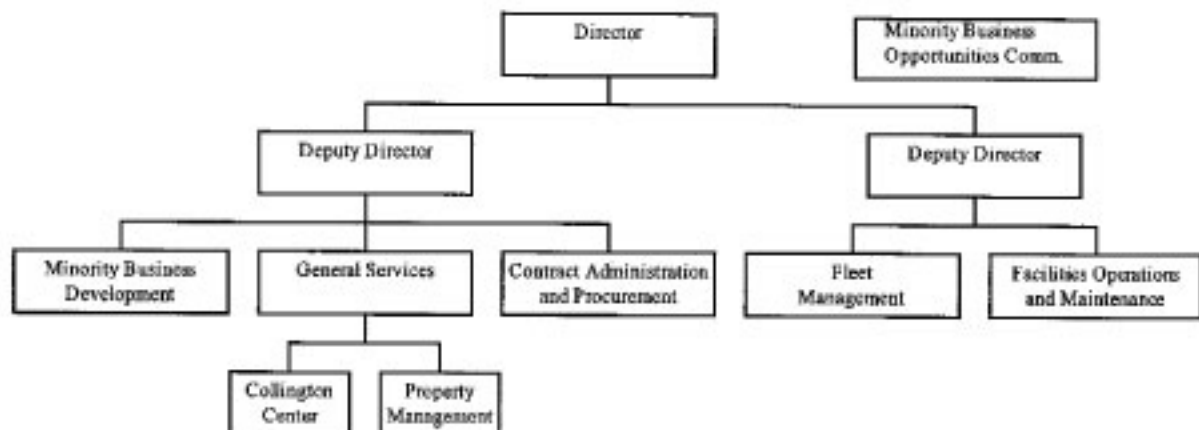 Director
Minority Business
Opportunities Comm.
Deputy Director
Deputy Director
Minority Business
Development
General Services
Contract Administration
and Procurement
Fleet
Management
Facilities Operations
and Maintenance
Collington
Center
Property
Management